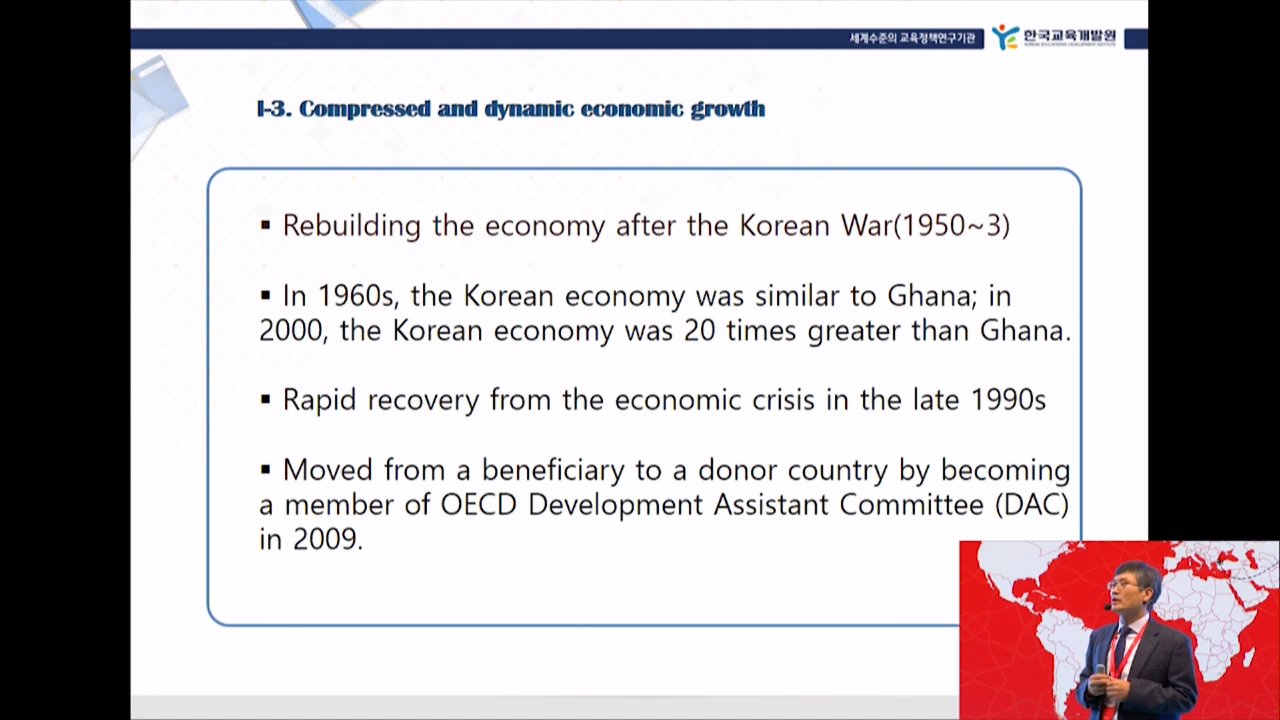 세계수준의 교육정책연구기관
한국교육개발원
KOREAN EDUCATIONAL DEVELOPMENT INSTITUTE
I-3. Compressed and dynamic economic growth
▪ Rebuilding the economy after the Korean War(1950~3)
▪ In 1960s, the Korean economy was similar to Ghana; in
2000, the Korean economy was 20 times greater than Ghana.
▪ Rapid recovery from the economic crisis in the late 1990s
▪ Moved from a beneficiary to a donor country by becoming
a member of OECD Development Assistant Committee (DAC)
in 2009.